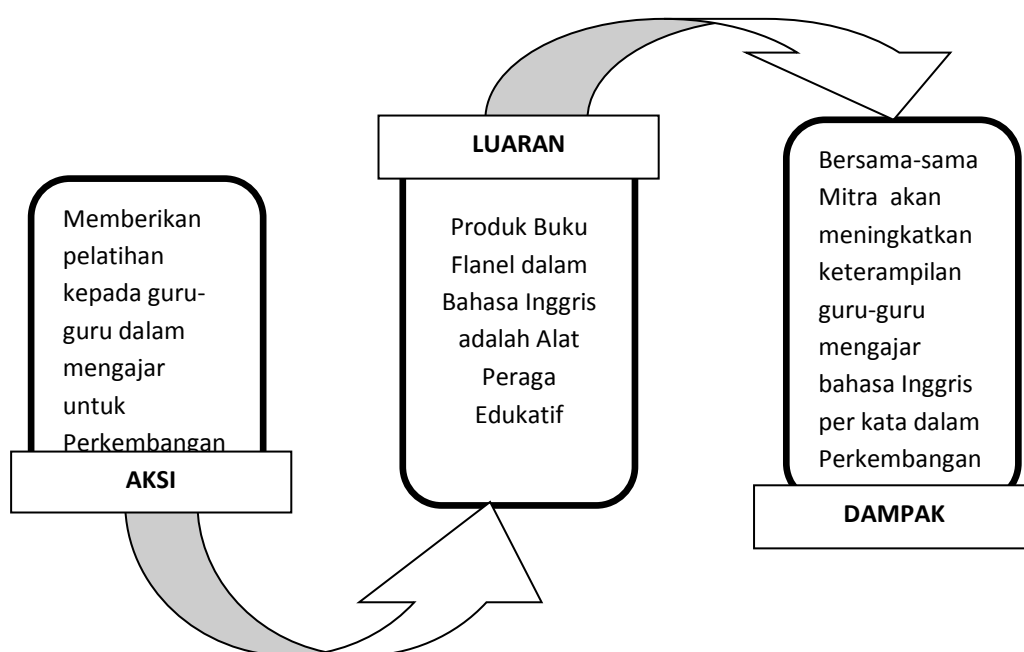 Memberikan
pelatihan
kepada guru-
guru dalam
mengajar
untuk
Perkembangan
AKSI
LUARAN
Produk Buku
Flanel dalam
Bahasa Inggris
adalah Alat
Peraga
Edukatif
Bersama-sama
Mitra akan
meningkatkan
keterampilan
guru-guru
mengajar
bahasa Inggris
per kata dalam
Perkembangan
DAMPAK